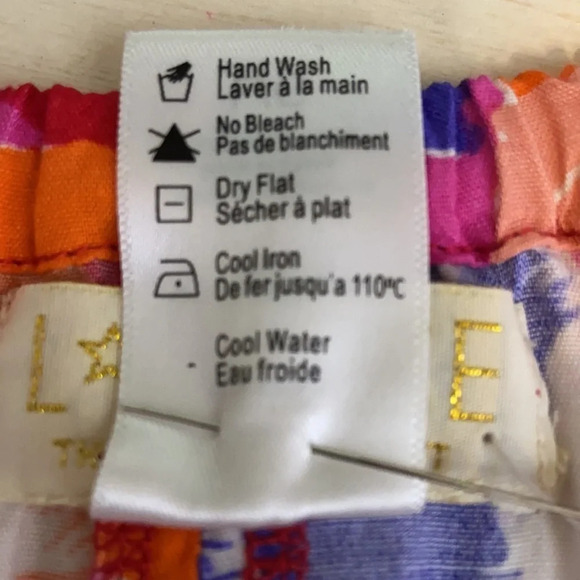 Hand Wash
Laver à la main
No Bleach
Pas de blanchiment
Dry Flat
Sécher à plat
Cool Iron
De fer jusqu'a 110°C
Cool Water
- Eau froide
L E